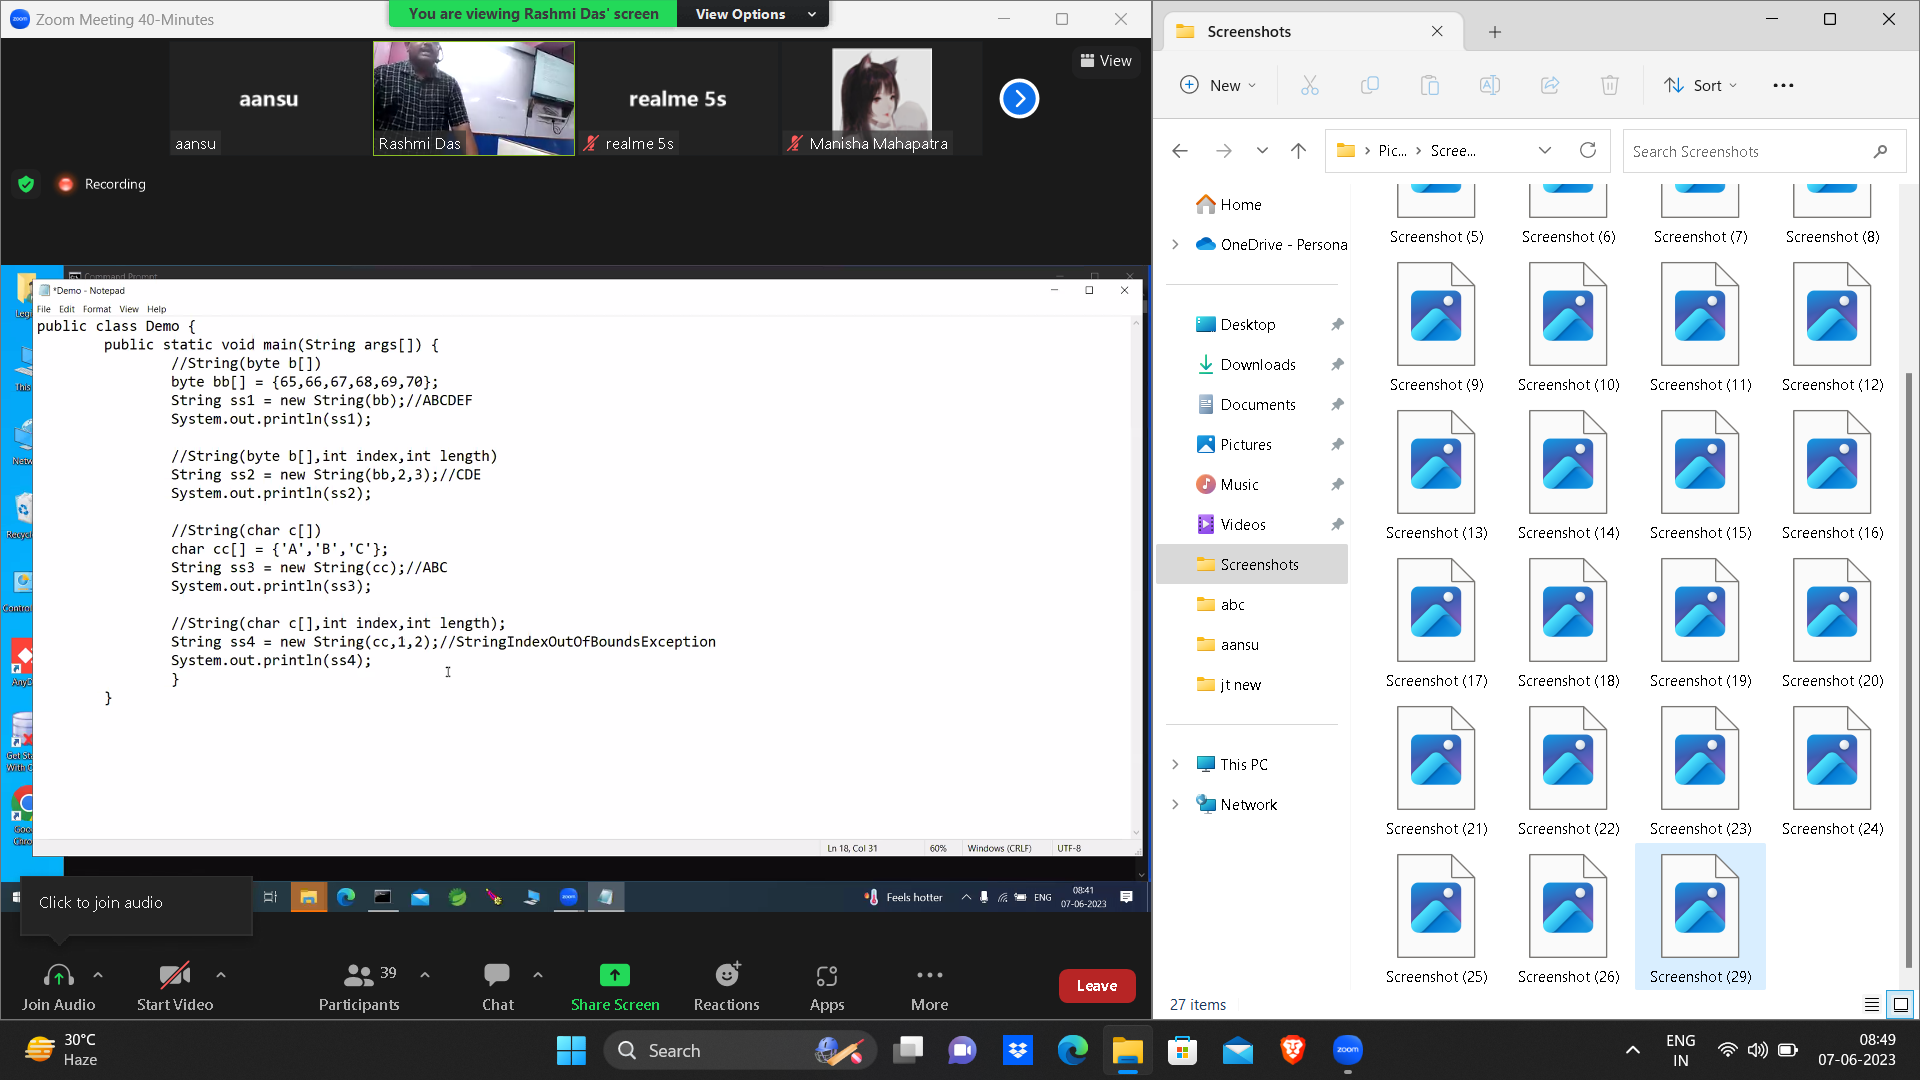 Zoom Meeting 40-Minutes
You are viewing Rashmi Das' screen
View Options
aansu
aansu
Rashmi Das
realme 5s
realme 5s
Manisha Mahapatra
View
Recording
Command Prompt
*Demo - Notepad
File Edit Format View Help
public class Demo {
public static void main(String args[]) {
//String(byte b[])
byte bb[] = {65,66,67,68,69,70};
String ss1 = new String(bb);//ABCDEF
System.out.println(ss1);
//String(byte b[],int index,int length)
String ss2 = new String(bb,2,3);//CDE
System.out.println(ss2);
//String(char c[])
char cc[] = {'A','B','C'};
String ss3 = new String(cc);//ABC
System.out.println(ss3);
//String(char c[],int index,int length);
String ss4 = new String(cc,1,2);//StringIndexOutOfBoundsException
System.out.println(ss4);
}
}
Ln 18, Col 31
60%
Windows (CRLF)
UTF-8
Feels hotter
ENG
08:41
07-06-2023
Click to join audio
Join Audio
Start Video
39
Participants
Chat
Share Screen
Reactions
Apps
More
Leave
Screenshots
New
Sort
Pic...
Scree...
Search Screenshots
Home
OneDrive - Persona
Desktop
Downloads
Documents
Pictures
Music
Videos
Screenshots
abc
aansu
jt new
This PC
Network
Screenshot (5)
Screenshot (6)
Screenshot (7)
Screenshot (8)
Screenshot (9)
Screenshot (10)
Screenshot (11)
Screenshot (12)
Screenshot (13)
Screenshot (14)
Screenshot (15)
Screenshot (16)
Screenshot (17)
Screenshot (18)
Screenshot (19)
Screenshot (20)
Screenshot (21)
Screenshot (22)
Screenshot (23)
Screenshot (24)
Screenshot (25)
Screenshot (26)
Screenshot (29)
27 items
30°C
Haze
Search
zoom
ENG
IN
08:49
07-06-2023